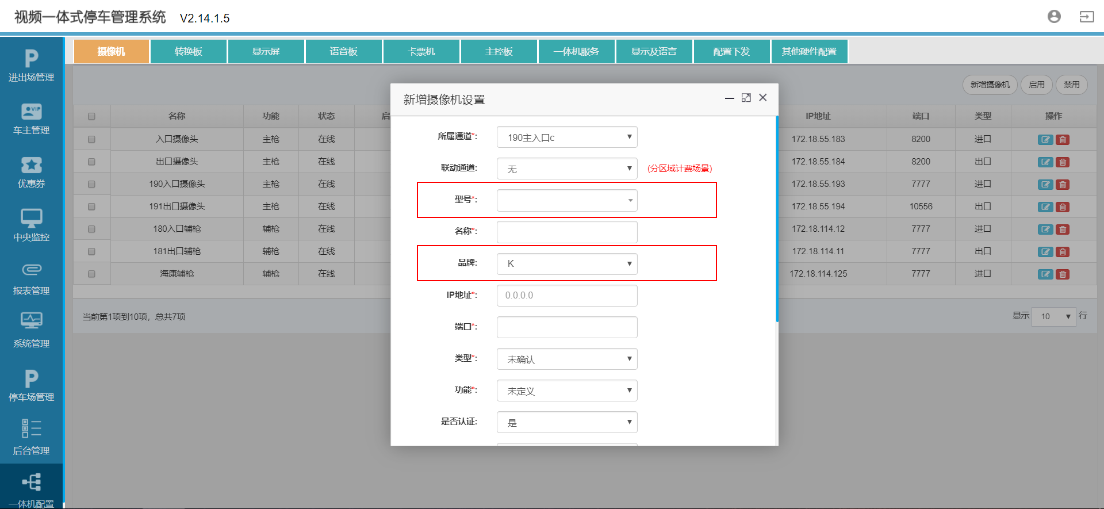 视频一体式停车管理系统 V2.14.1.5
进出场管理
车主管理
优惠券
中央监控
报表管理
系统管理
停车场管理
后台管理
一体机配置
摄像机 转换板 显示屏 语音板 卡票机 主控板 一体机服务 显示及语言 配置下发 其他硬件配置
新增摄像机 启用 禁用
名称 功能 状态 启 IP地址 端口 类型 操作
入口摄像头 主枪 在线 172.18.55.183 8200 进口
出口摄像头 主枪 在线 172.18.55.184 8200 出口
190入口摄像头 主枪 在线 172.18.55.193 7777 进口
191出口摄像头 主枪 在线 172.18.55.194 10556 出口
180入口辅枪 辅枪 在线 172.18.114.12 7777 进口
181出口辅枪 辅枪 在线 172.18.114.11 7777 出口
海康辅枪 辅枪 在线 172.18.114.125 7777 进口
当前第1项到10项，总共7项
显示 10 行
新增摄像机设置
所属通道*: 190主入口c
联动通道: 无 (分区域计费场景)
型号*:
名称*:
品牌: K
IP地址*: 0.0.0.0
端口*:
类型*: 未确认
功能*: 未定义
是否认证: 是